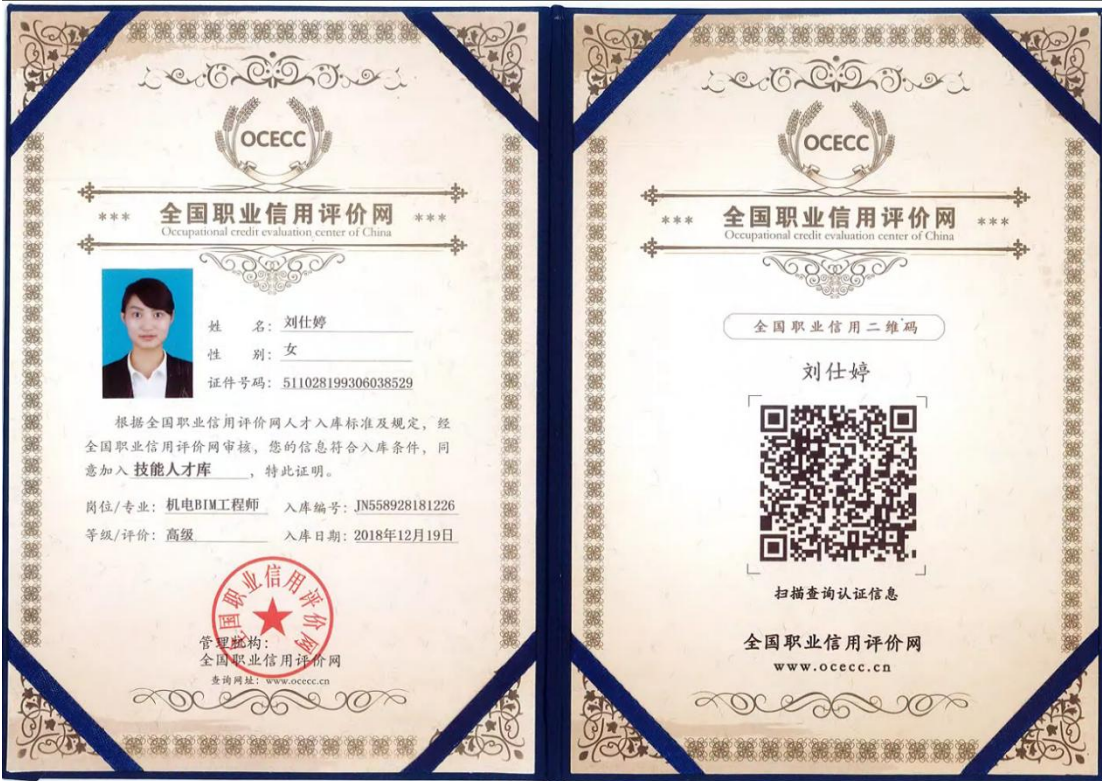 OCECC
*** 全国职业信用评价网 ***
Occupational credit evaluation center of China
姓 名: 刘仕婷
性 别: 女
证件号码: 511028199306038529
根据全国职业信用评价网人才入库标准及规定，经
全国职业信用评价网审核，您的信息符合入库条件，同
意加入 技能人才库 ，特此证明。
岗位/专业: 机电BIM工程师 入库编号: JN558928181226
等级/评价: 高级 入库日期: 2018年12月19日
全国职业信用评价网
管理机构:
全国职业信用评价网
查询网址: www.ocecc.cn
OCECC
*** 全国职业信用评价网 ***
Occupational credit evaluation center of China
全国职业信用二维码
刘仕婷
扫描查询认证信息
全国职业信用评价网
www.ocecc.cn